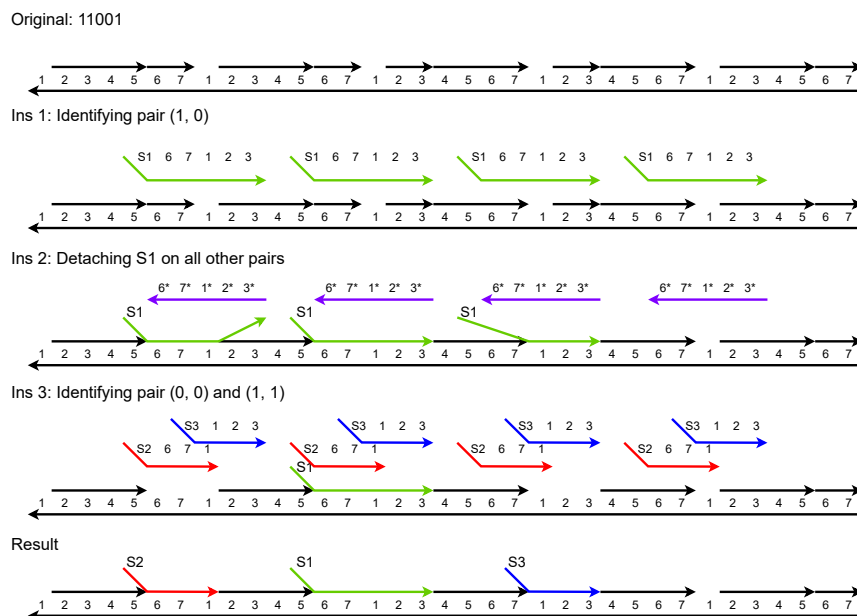 Original: 11001
1 2 3 4 5 6 7 1 2 3 4 5 6 7 1 2 3 4 5 6 7 1 2 3 4 5 6 7 1 2 3 4 5 6 7
Ins 1: Identifying pair (1, 0)
S1 6 7 1 2 3 S1 6 7 1 2 3 S1 6 7 1 2 3 S1 6 7 1 2 3
1 2 3 4 5 6 7 1 2 3 4 5 6 7 1 2 3 4 5 6 7 1 2 3 4 5 6 7 1 2 3 4 5 6 7
Ins 2: Detaching S1 on all other pairs
6* 7* 1* 2* 3* 6* 7* 1* 2* 3* 6* 7* 1* 2* 3* 6* 7* 1* 2* 3*
S1 S1 S1
1 2 3 4 5 6 7 1 2 3 4 5 6 7 1 2 3 4 5 6 7 1 2 3 4 5 6 7 1 2 3 4 5 6 7
Ins 3: Identifying pair (0, 0) and (1, 1)
S3 1 2 3 S3 1 2 3 S3 1 2 3 S3 1 2 3
S2 6 7 1 S2 6 7 1 S2 6 7 1 S2 6 7 1
S1
1 2 3 4 5 6 7 1 2 3 4 5 6 7 1 2 3 4 5 6 7 1 2 3 4 5 6 7 1 2 3 4 5 6 7
Result
S2 S1 S3
1 2 3 4 5 6 7 1 2 3 4 5 6 7 1 2 3 4 5 6 7 1 2 3 4 5 6 7 1 2 3 4 5 6 7